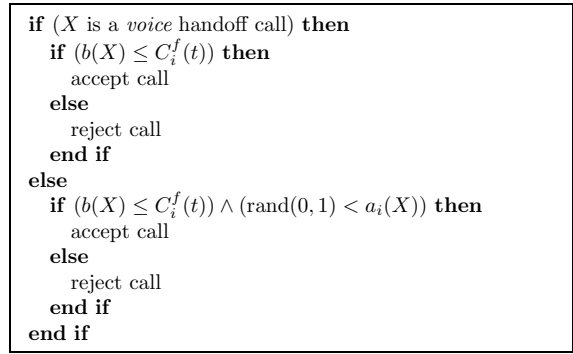 if (X is a voice handoff call) then
if (b(X) ≤ C_i^f(t)) then
accept call
else
reject call
end if
else
if (b(X) ≤ C_i^f(t)) ∧ (rand(0, 1) < a_i(X)) then
accept call
else
reject call
end if
end if